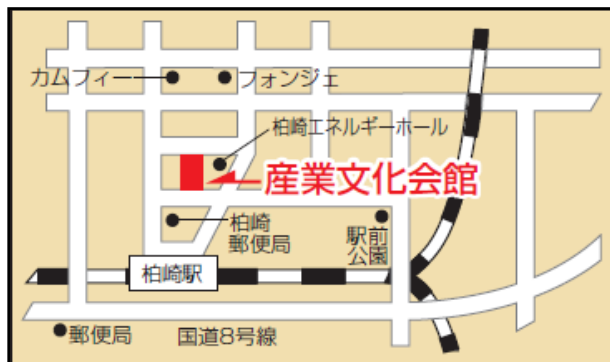 カムフィー
フォンジェ
柏崎エネルギーホール
産業文化会館
柏崎
郵便局
駅前
公園
柏崎駅
郵便局
国道8号線